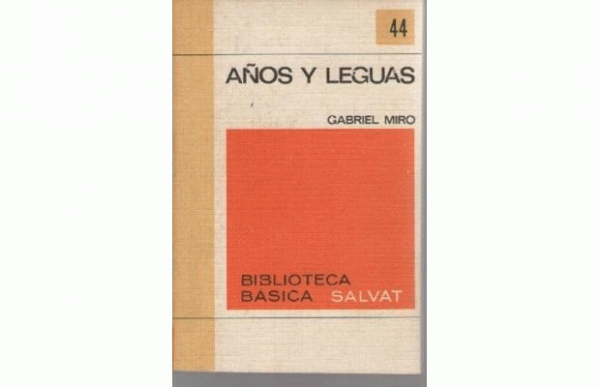 44
AÑOS Y LEGUAS
GABRIEL MIRO
BIBLIOTECA
BASICA SALVAT